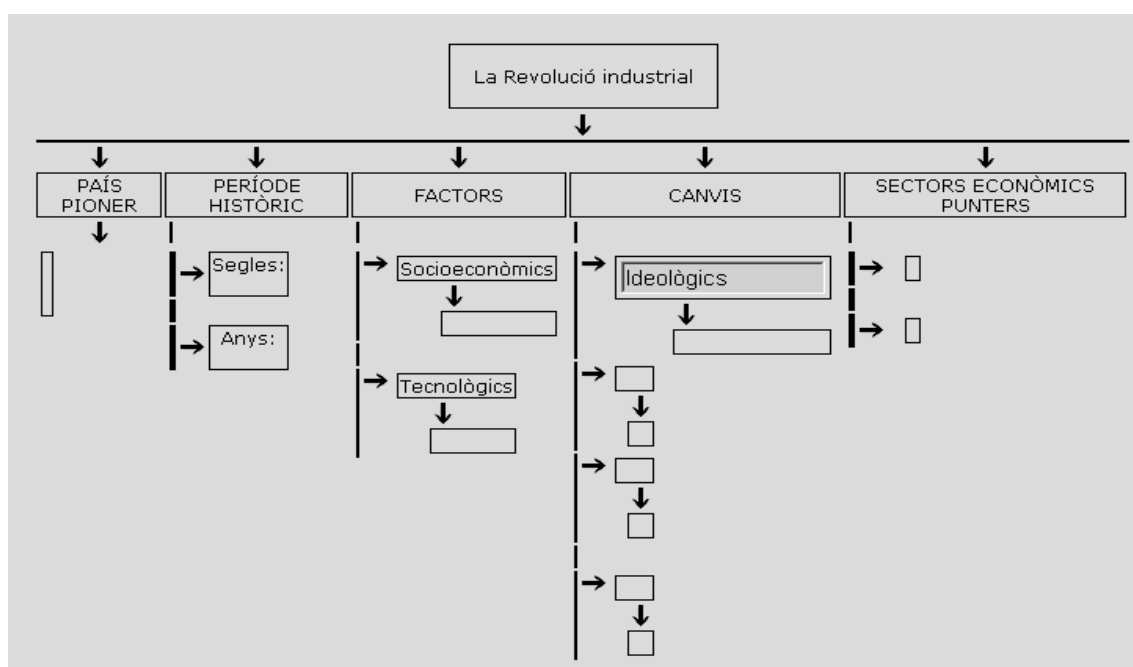 La Revolució industrial
PAÍS
PIONER
PERÍODE
HISTÒRIC
FACTORS
CANVIS
SECTORS ECONÒMICS
PUNTERS
Segles:
Anys:
Socioeconòmics
Tecnològics
Ideològics